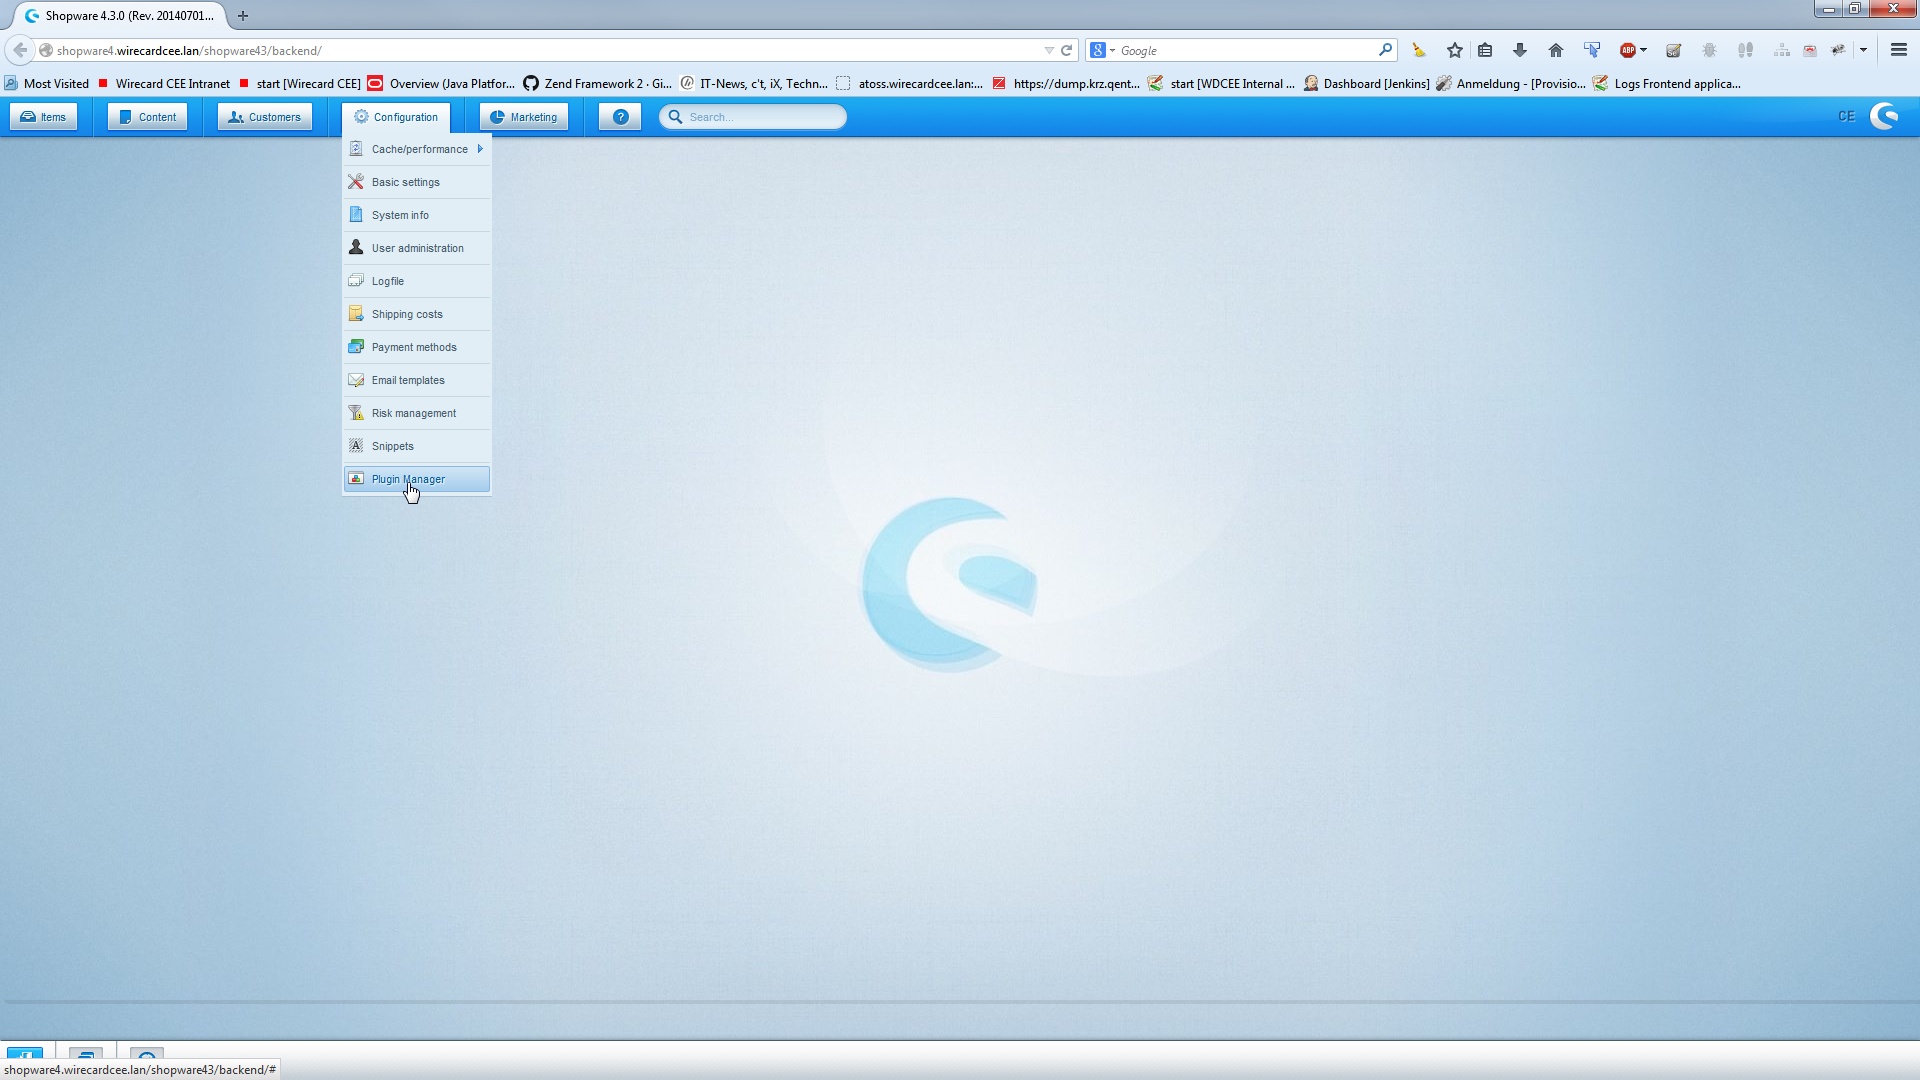 Shopware 4.3.0 (Rev. 20140701...
shopware4.wirecardcee.lan/shopware43/backend/
Google
ABP
Most Visited
Wirecard CEE Intranet
start [Wirecard CEE]
Overview (Java Platfor...
Zend Framework 2 · Gi...
IT-News, c't, iX, Techn...
atoss.wirecardcee.lan:...
https://dump.krz.qent...
start [WDCEE Internal ...
Dashboard [Jenkins]
Anmeldung - [Provisio...
Logs Frontend applica...
Items
Content
Customers
Configuration
Marketing
?
Search...
CE
Cache/performance
Basic settings
System info
User administration
Logfile
Shipping costs
Payment methods
Email templates
Risk management
Snippets
Plugin Manager
shopware4.wirecardcee.lan/shopware43/backend/#